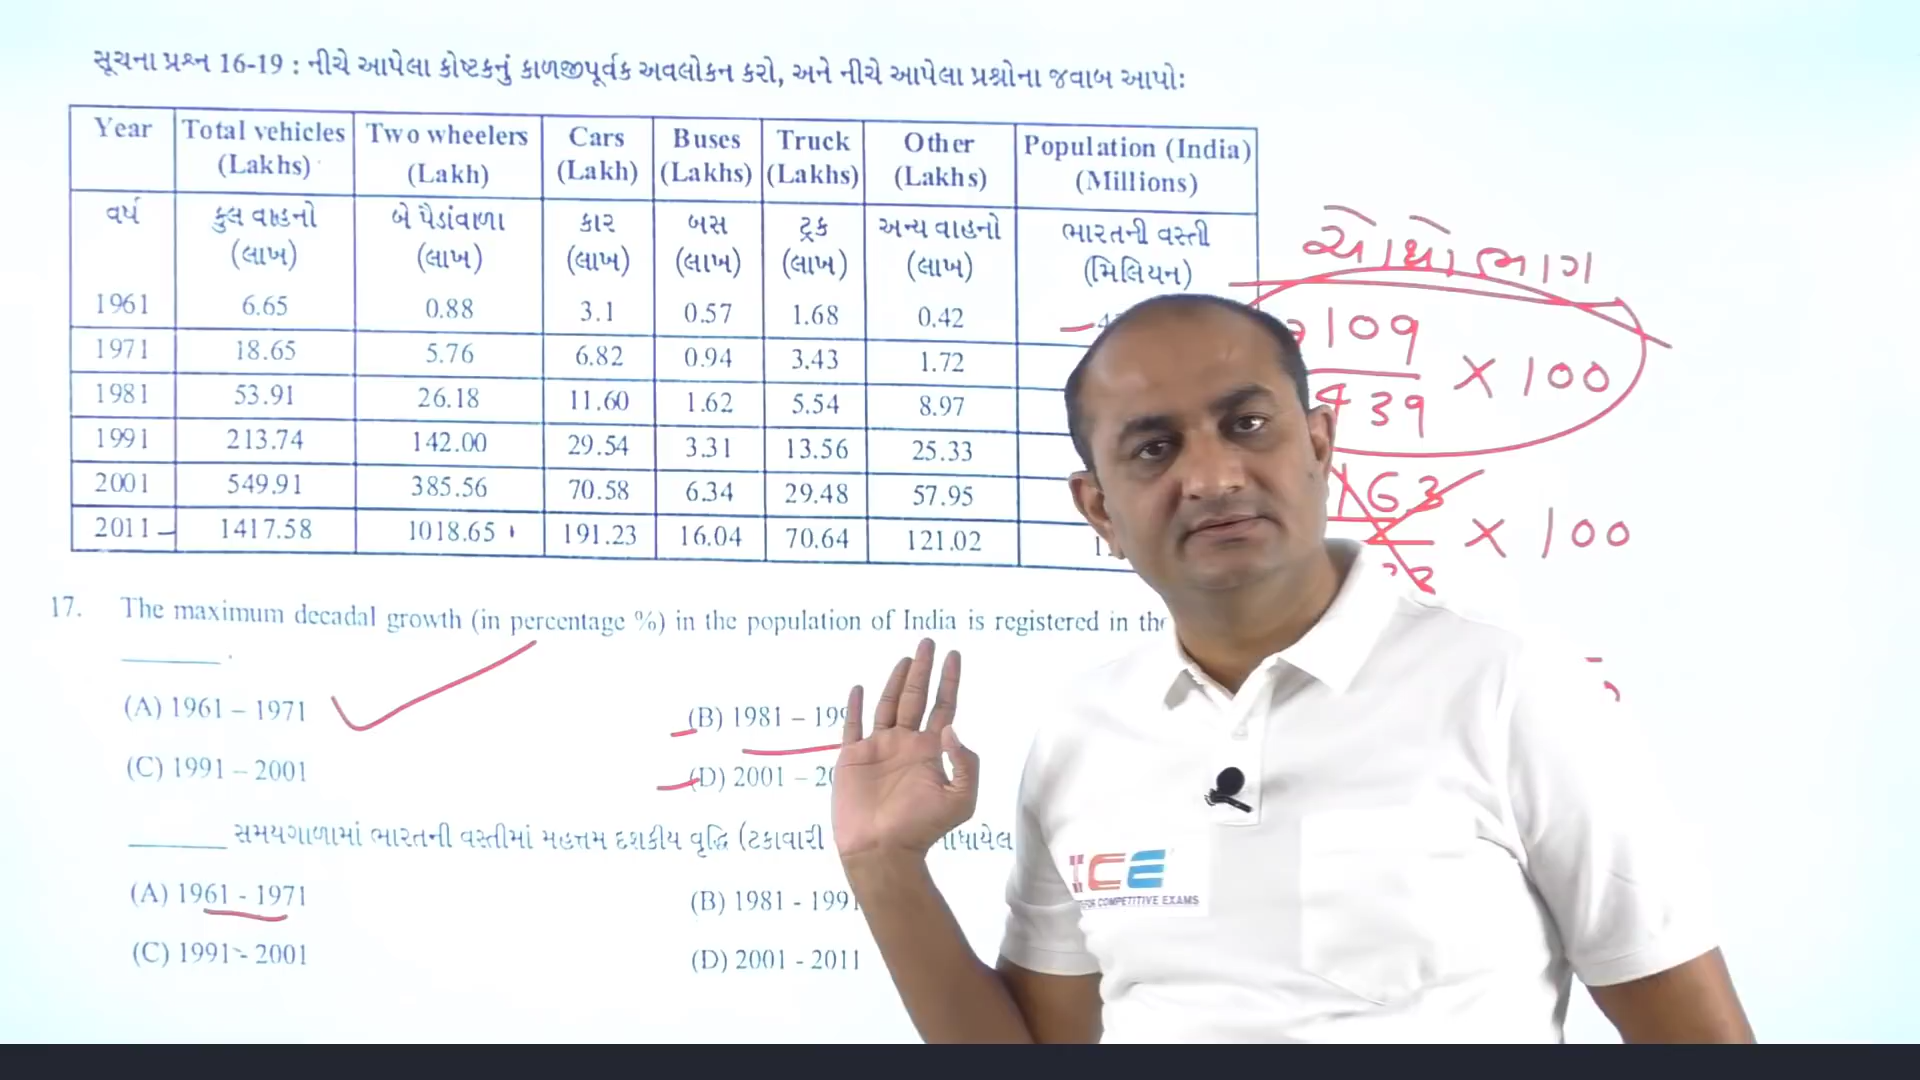 સૂચના પ્રશ્ન 16-19 : નીચે આપેલા કોષ્ટકનું કાળજીપૂર્વક અવલોકન કરો, અને નીચે આપેલા પ્રશ્નોના જવાબ આપો:
Year Total vehicles (Lakhs) Two wheelers (Lakh) Cars (Lakh) Buses (Lakhs) Truck (Lakhs) Other (Lakhs) Population (India) (Millions)
વર્ષ કુલ વાહનો (લાખ) બે પૈડાંવાળા (લાખ) કાર (લાખ) બસ (લાખ) ટ્રક (લાખ) અન્ય વાહનો (લાખ) ભારતની વસ્તી (મિલિયન)
1961 6.65 0.88 3.1 0.57 1.68 0.42
1971 18.65 5.76 6.82 0.94 3.43 1.72
1981 53.91 26.18 11.60 1.62 5.54 8.97
1991 213.74 142.00 29.54 3.31 13.56 25.33
2001 549.91 385.56 70.58 6.34 29.48 57.95
2011 1417.58 1018.65 191.23 16.04 70.64 121.02
ઓછો ભાગ
109
439 × 100
163
× 100
17. The maximum decadal growth (in percentage %) in the population of India is registered in the
______ .
(A) 1961 – 1971
(B) 1981 –
(C) 1991 – 2001
(D) 2001 –
______ સમયગાળામાં ભારતની વસ્તીમાં મહત્તમ દશકીય વૃદ્ધિ (ટકાવારી
(A) 1961 - 1971
(B) 1981 - 1991
(C) 1991 - 2001
(D) 2001 - 2011
ICE
FOR COMPETITIVE EXAMS